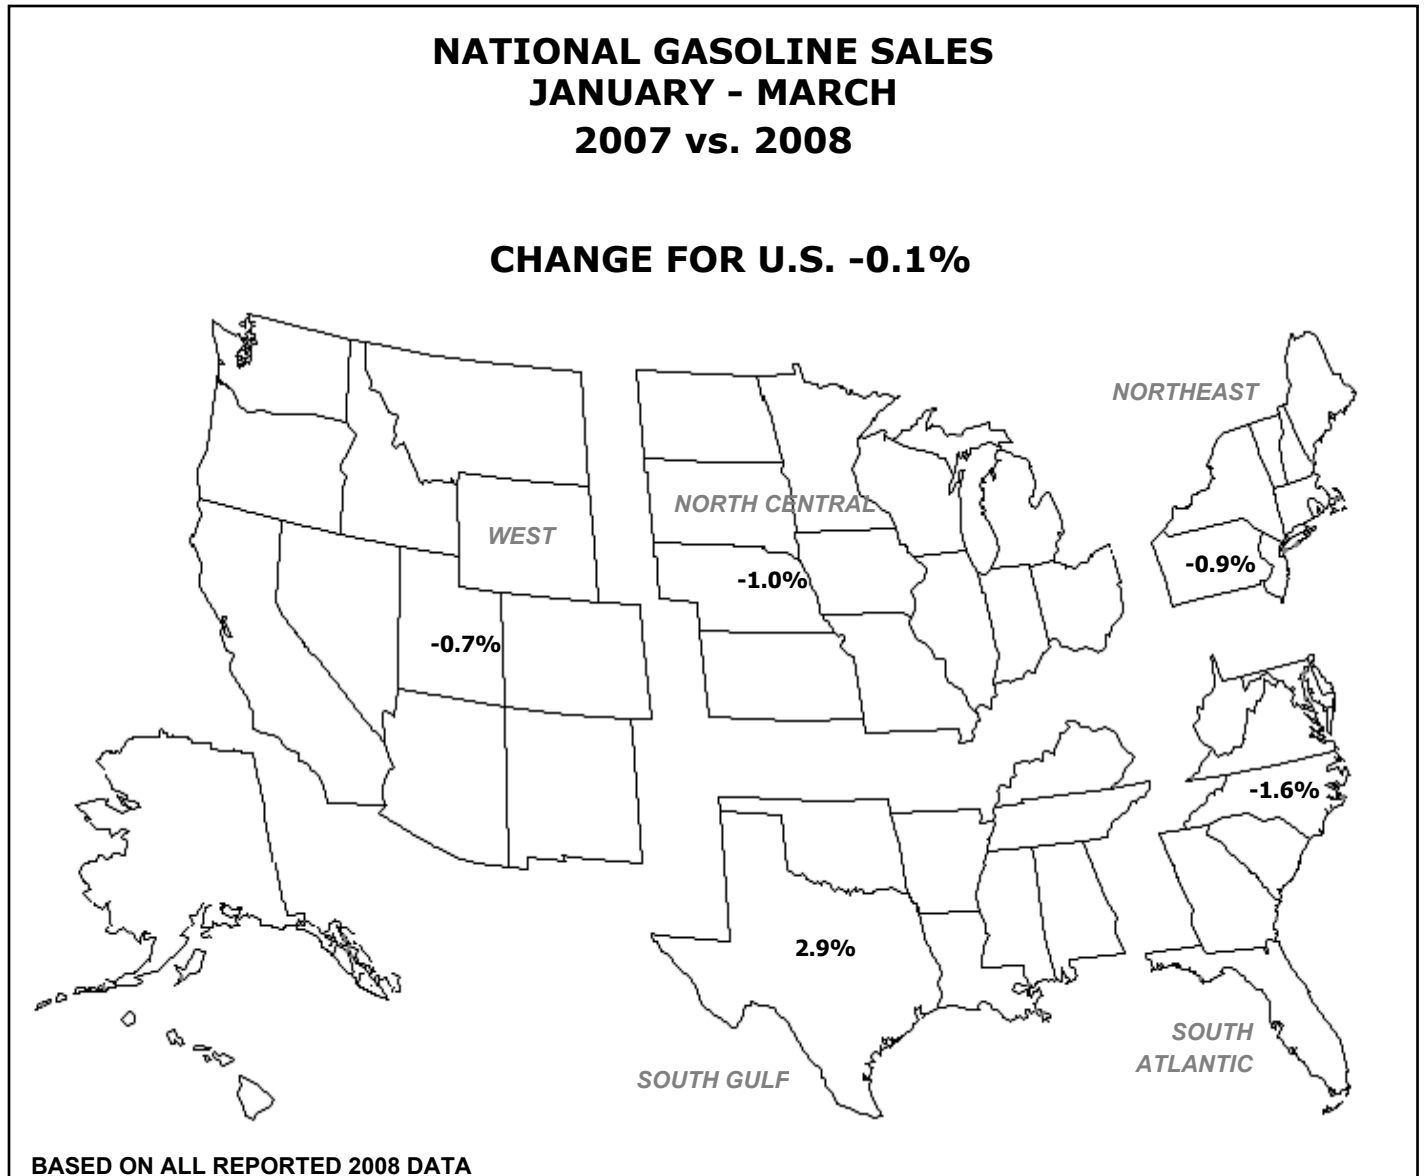 NATIONAL GASOLINE SALES
JANUARY - MARCH
2007 vs. 2008
CHANGE FOR U.S. -0.1%
NORTHEAST
NORTH CENTRAL
WEST
-0.9%
-1.0%
-0.7%
-1.6%
2.9%
SOUTH
ATLANTIC
SOUTH GULF
BASED ON ALL REPORTED 2008 DATA